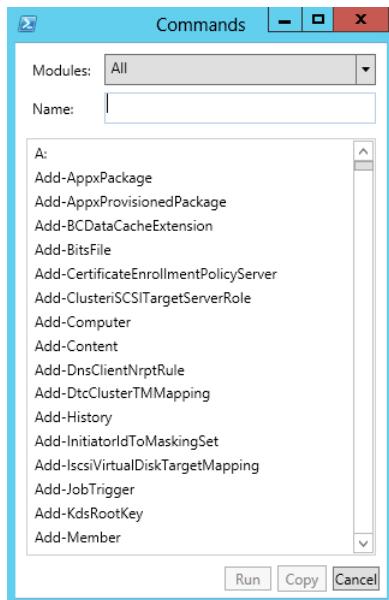 Commands
Modules: All
Name:
A:
Add-AppxPackage
Add-AppxProvisionedPackage
Add-BCDataCacheExtension
Add-BitsFile
Add-CertificateEnrollmentPolicyServer
Add-ClusteriSCSITargetServerRole
Add-Computer
Add-Content
Add-DnsClientNrptRule
Add-DtcClusterTMMapping
Add-History
Add-InitiatorIdToMaskingSet
Add-IscsiVirtualDiskTargetMapping
Add-JobTrigger
Add-KdsRootKey
Add-Member
Run Copy Cancel